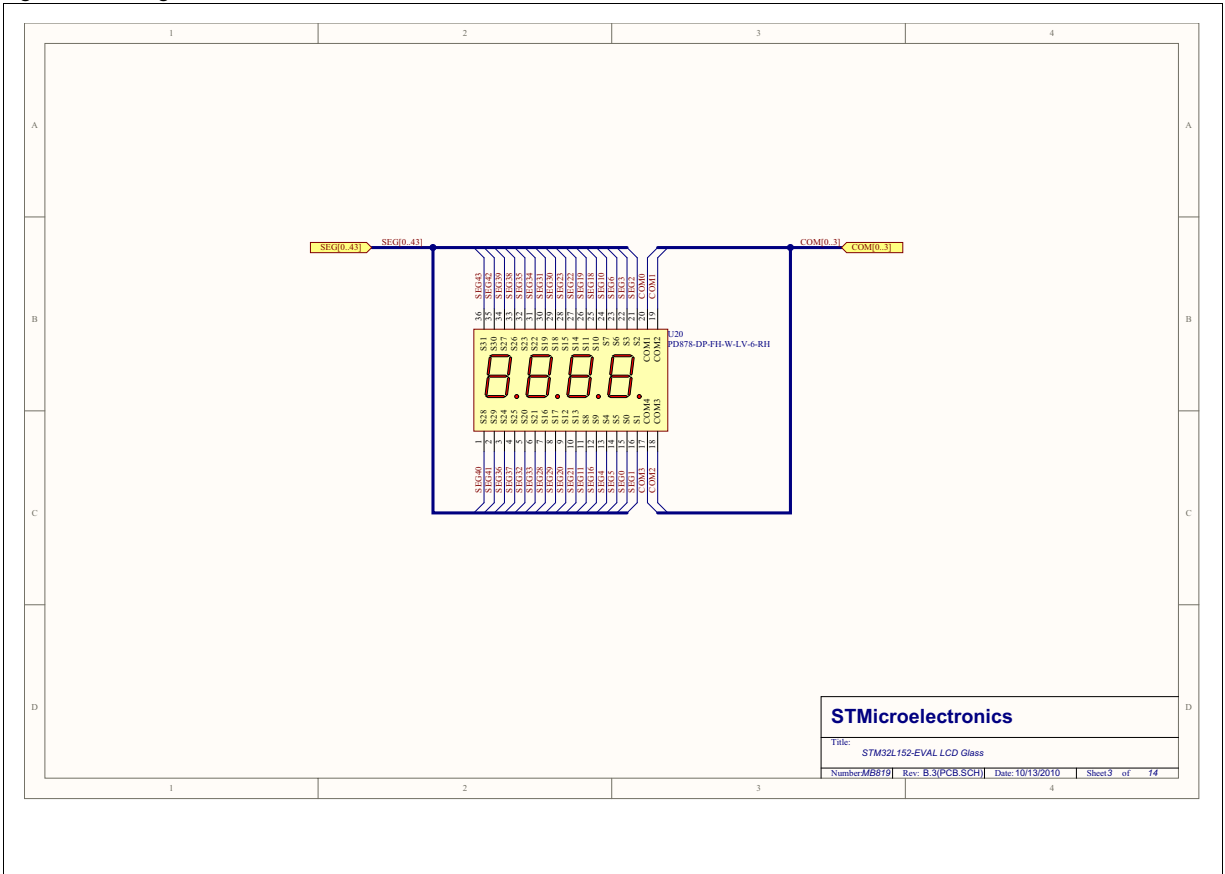 1 2 3 4
A A
SEG[0..43] SEG[0..43] COM[0..3] COM[0..3]
SEG43 SEG42 SEG39 SEG38 SEG35 SEG34 SEG31 SEG30 SEG23 SEG22 SEG19 SEG18 SEG10 SEG6 SEG3 SEG2 COM0 COM1
36 35 34 33 32 31 30 29 28 27 26 25 24 23 22 21 20 19
B B
U20
PD878-DP-FH-W-LV-6-RH
S31 S30 S27 S26 S23 S22 S19 S18 S15 S14 S11 S10 S7 S6 S3 S2 COM1 COM2
8.8.8.8.
S28 S29 S24 S25 S20 S21 S16 S17 S12 S13 S8 S9 S4 S5 S0 S1 COM4 COM3
1 2 3 4 5 6 7 8 9 10 11 12 13 14 15 16 17 18
SEG40 SEG41 SEG36 SEG37 SEG32 SEG33 SEG28 SEG29 SEG20 SEG21 SEG11 SEG16 SEG4 SEG5 SEG0 SEG1 COM3 COM2
C C
D D
STMicroelectronics
Title:
STM32L152-EVAL LCD Glass
Number:MB819 Rev: B.3(PCB.SCH) Date:10/13/2010 Sheet3 of 14
1 2 3 4